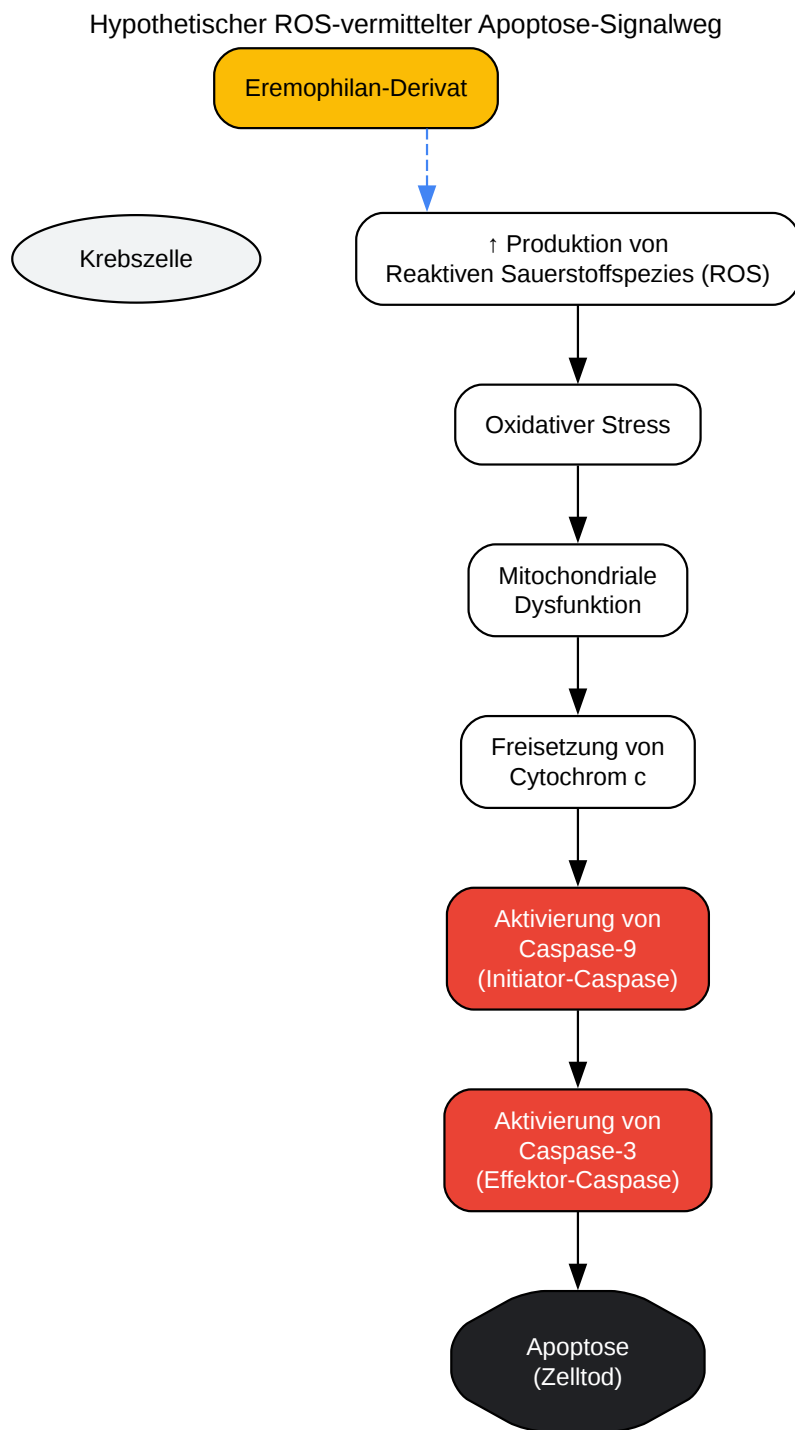 Hypothetischer ROS-vermittelter Apoptose-Signalweg
Eremophilan-Derivat
Krebszelle
↑ Produktion von
Reaktiven Sauerstoffspezies (ROS)
Oxidativer Stress
Mitochondriale
Dysfunktion
Freisetzung von
Cytochrom c
Aktivierung von
Caspase-9
(Initiator-Caspase)
Aktivierung von
Caspase-3
(Effektor-Caspase)
Apoptose
(Zelltod)